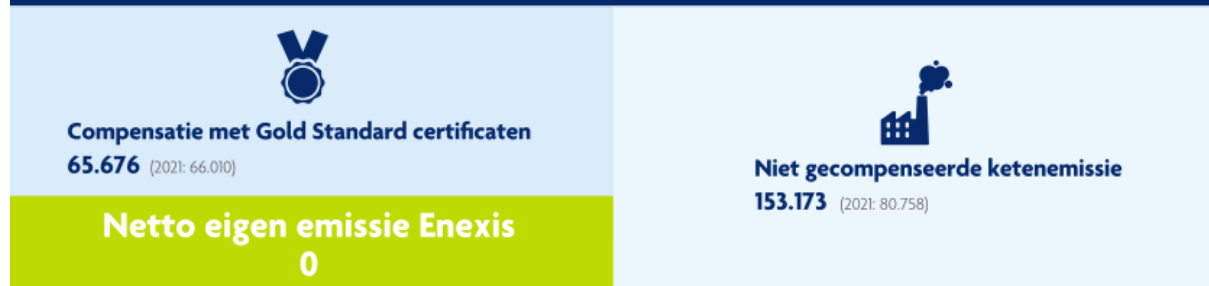 Compensatie met Gold Standard certificaten
65.676 (2021: 66.010)
Netto eigen emissie Enexis
0
Niet gecompenseerde ketenemissie
153.173 (2021: 80.758)